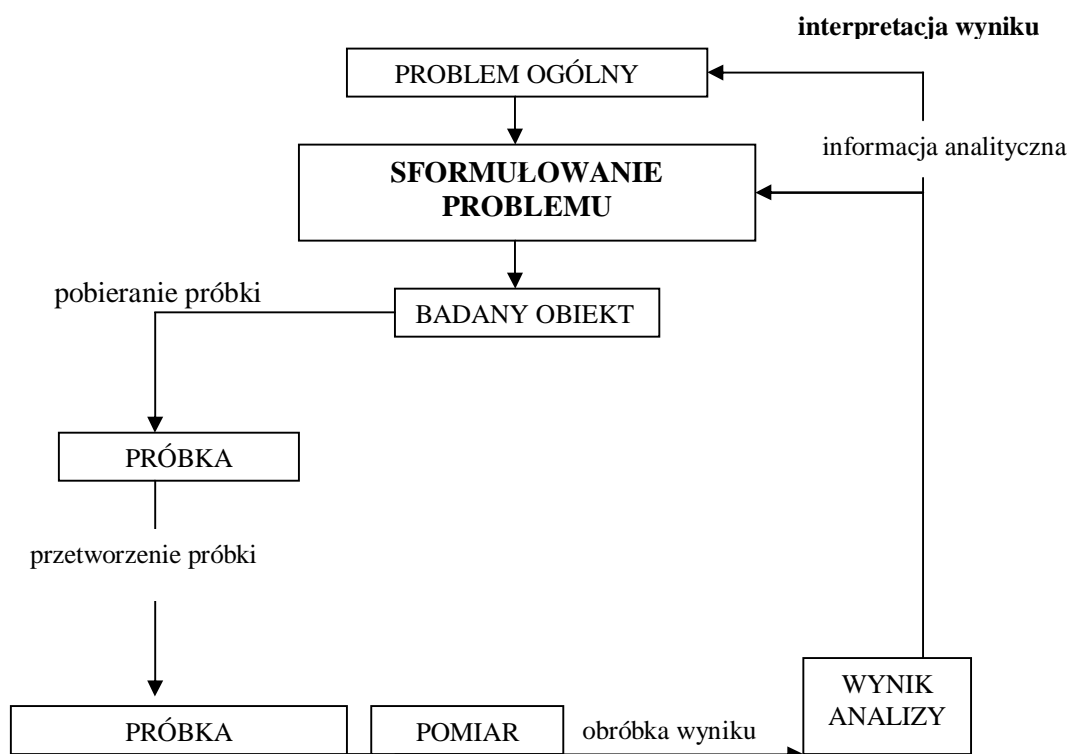 interpretacja wyniku
PROBLEM OGÓLNY
informacja analityczna
SFORMUŁOWANIE
PROBLEMU
pobieranie próbki
BADANY OBIEKT
PRÓBKA
przetworzenie próbki
WYNIK
ANALIZY
PRÓBKA
POMIAR
obróbka wyniku